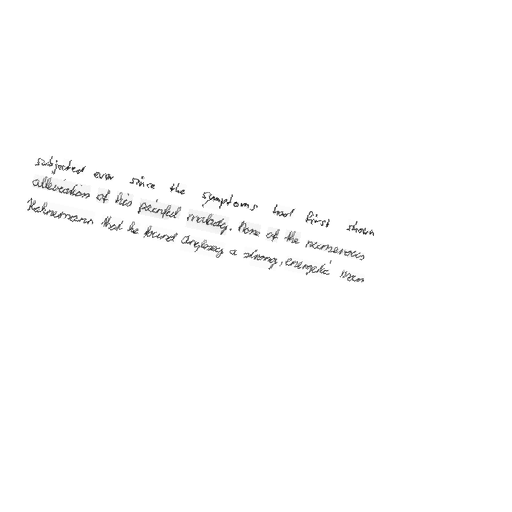 subjected ever since the symptoms had first shown
alleviation of his painful malady. None of the numerous
Hahnemann that he found Anglesey a strong, energetic man